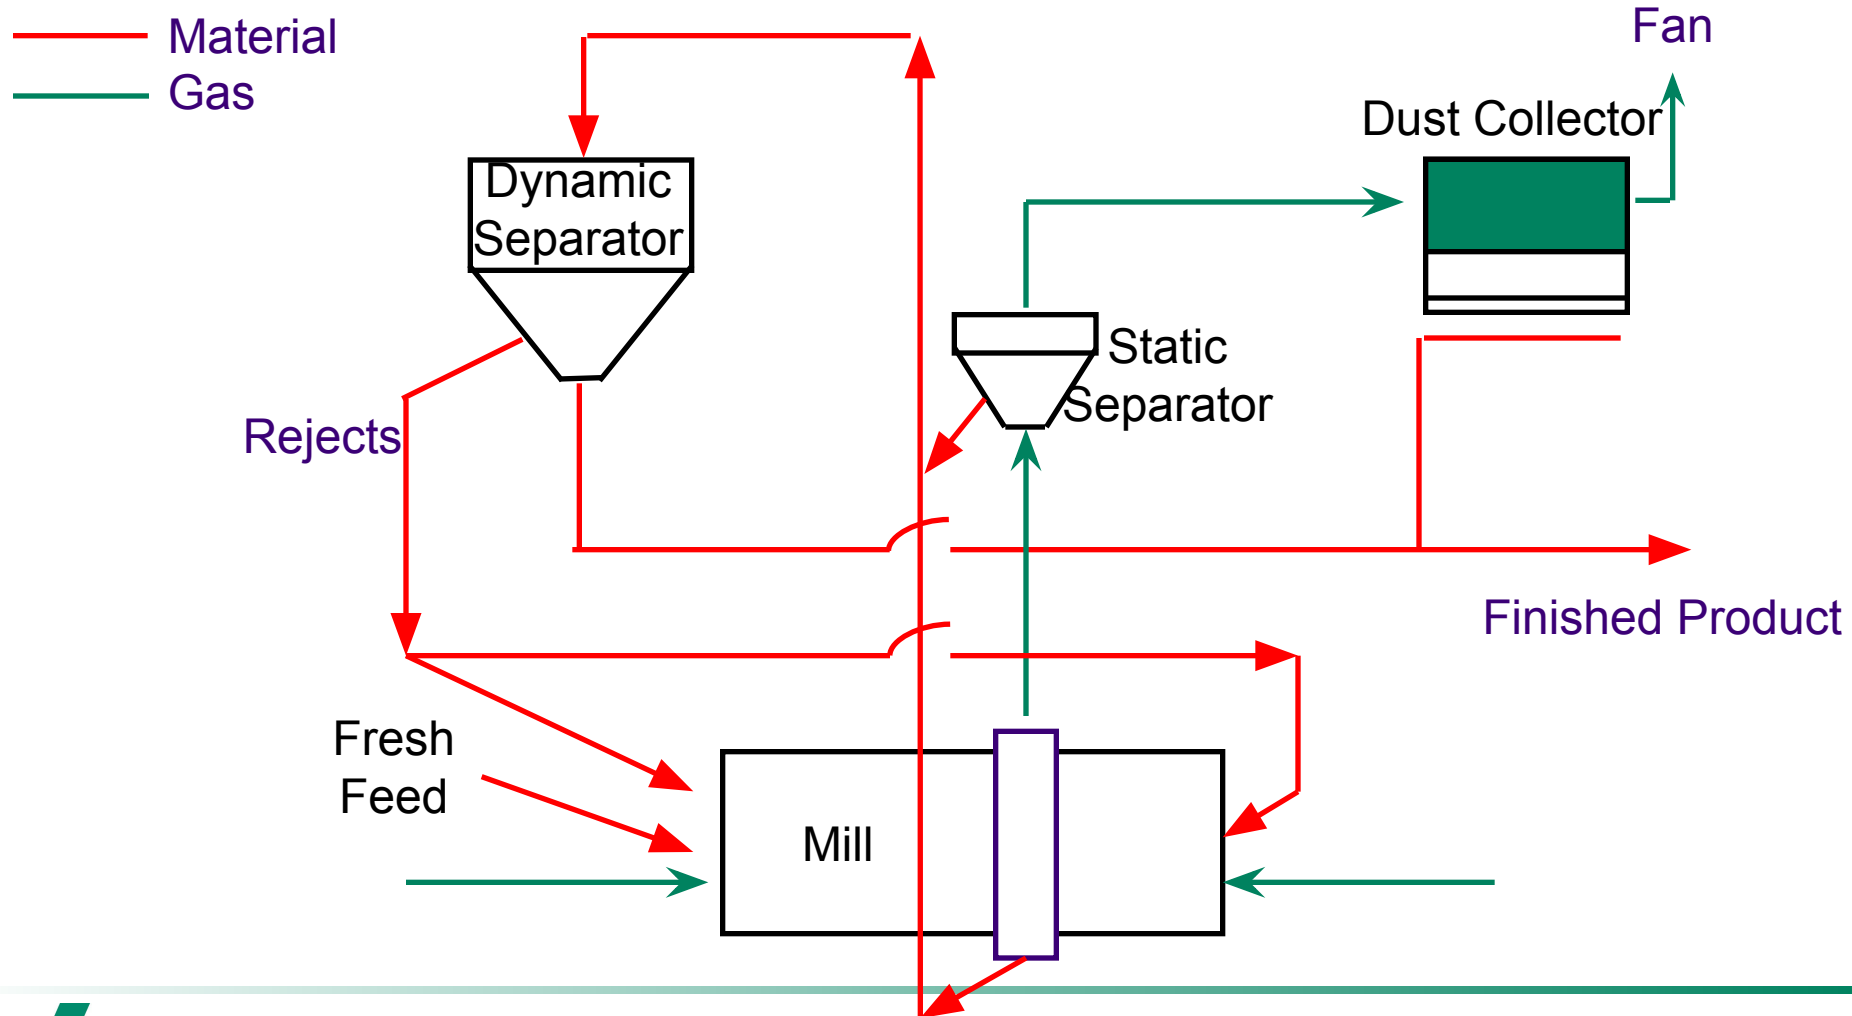 Material
Gas
Fan
Dust Collector
Dynamic
Separator
Static
Separator
Rejects
Finished Product
Fresh
Feed
Mill